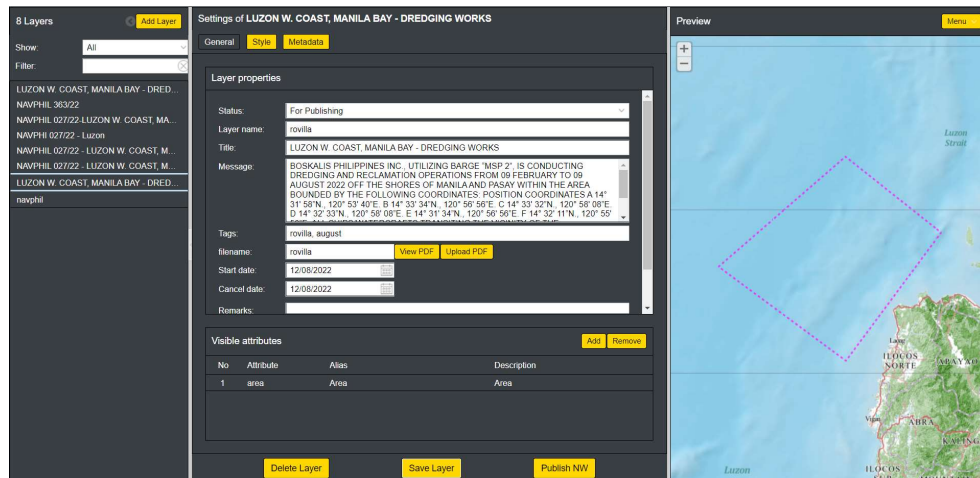 8 Layers
Add Layer
Show:
All
Filter:
LUZON W. COAST, MANILA BAY - DRED...
NAVPHIL 363/22
NAVPHIL 027/22-LUZON W. COAST, MA...
NAVPHI 027/22 - Luzon
NAVPHIL 027/22 - LUZON W. COAST, M...
NAVPHIL 027/22 - LUZON W. COAST, M...
LUZON W. COAST, MANILA BAY - DRED...
navphil
Settings of LUZON W. COAST, MANILA BAY - DREDGING WORKS
General Style Metadata
Layer properties
Status: For Publishing
Layer name: rovilla
Title: LUZON W. COAST, MANILA BAY - DREDGING WORKS
Message: BOSKALIS PHILIPPINES INC., UTILIZING BARGE "MSP 2". IS CONDUCTING
DREDGING AND RECLAMATION OPERATIONS FROM 09 FEBRUARY TO 09
AUGUST 2022 OFF THE SHORES OF MANILA AND PASAY WITHIN THE AREA
BOUNDED BY THE FOLLOWING COORDINATES: POSITION COORDINATES A 14°
31' 58"N., 120° 53' 40"E. B 14° 33' 34"N., 120° 56' 56"E. C 14° 33' 32"N., 120° 58' 08"E.
D 14° 32' 33"N., 120° 58' 08"E. E 14° 31' 34"N., 120° 56' 56"E. F 14° 32' 11"N., 120° 55'
Tags: rovilla, august
filename: rovilla View PDF Upload PDF
Start date: 12/08/2022
Cancel date: 12/08/2022
Remarks:
Visible attributes
Add Remove
No Attribute Alias Description
1 area Area Area
Delete Layer Save Layer Publish NW
Preview
Menu
+
−
Luzon
Strait
Laoag
ILOCOS
NORTE
APAYAO
Vigan
ABRA
KALING
Luzon
ILOCOS